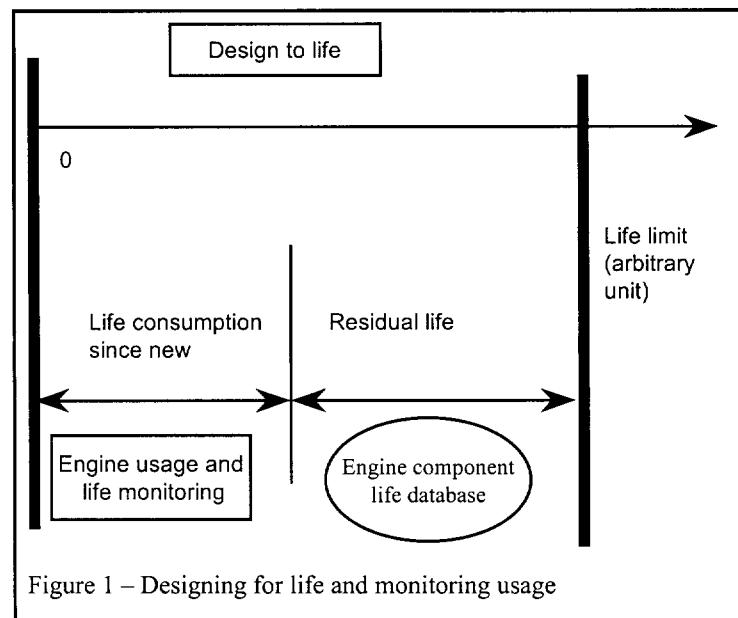 Design to life
0
Life limit
(arbitrary
unit)
Life consumption
since new
Residual life
Engine usage and
life monitoring
Engine component
life database
Figure 1 – Designing for life and monitoring usage